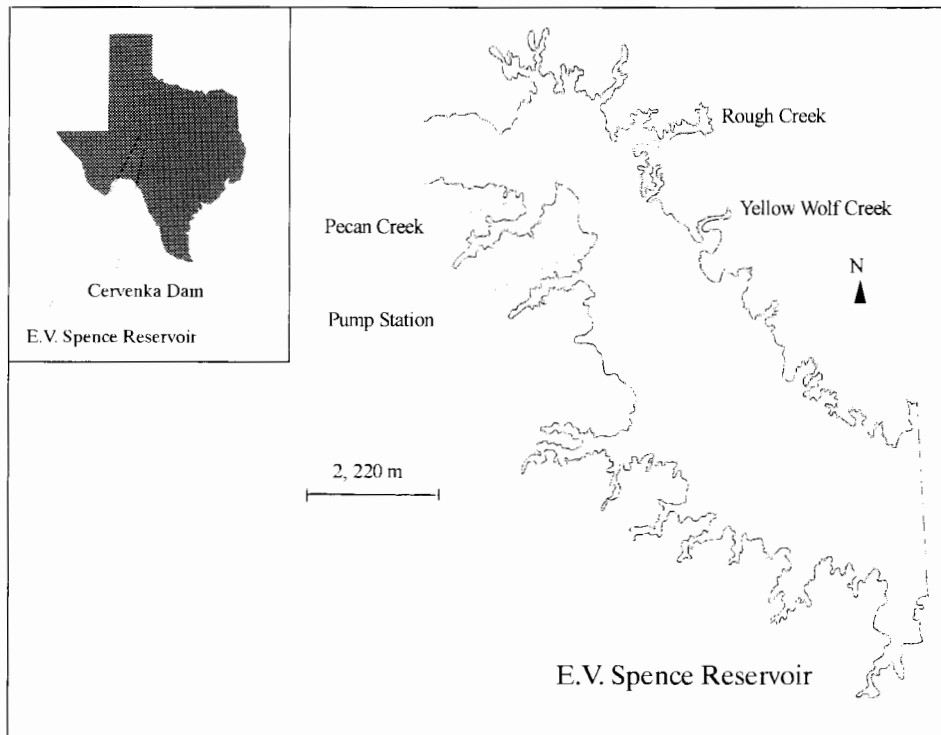 Cervenka Dam
E.V. Spence Reservoir
Rough Creek
Yellow Wolf Creek
Pecan Creek
N
Pump Station
2, 220 m
E.V. Spence Reservoir